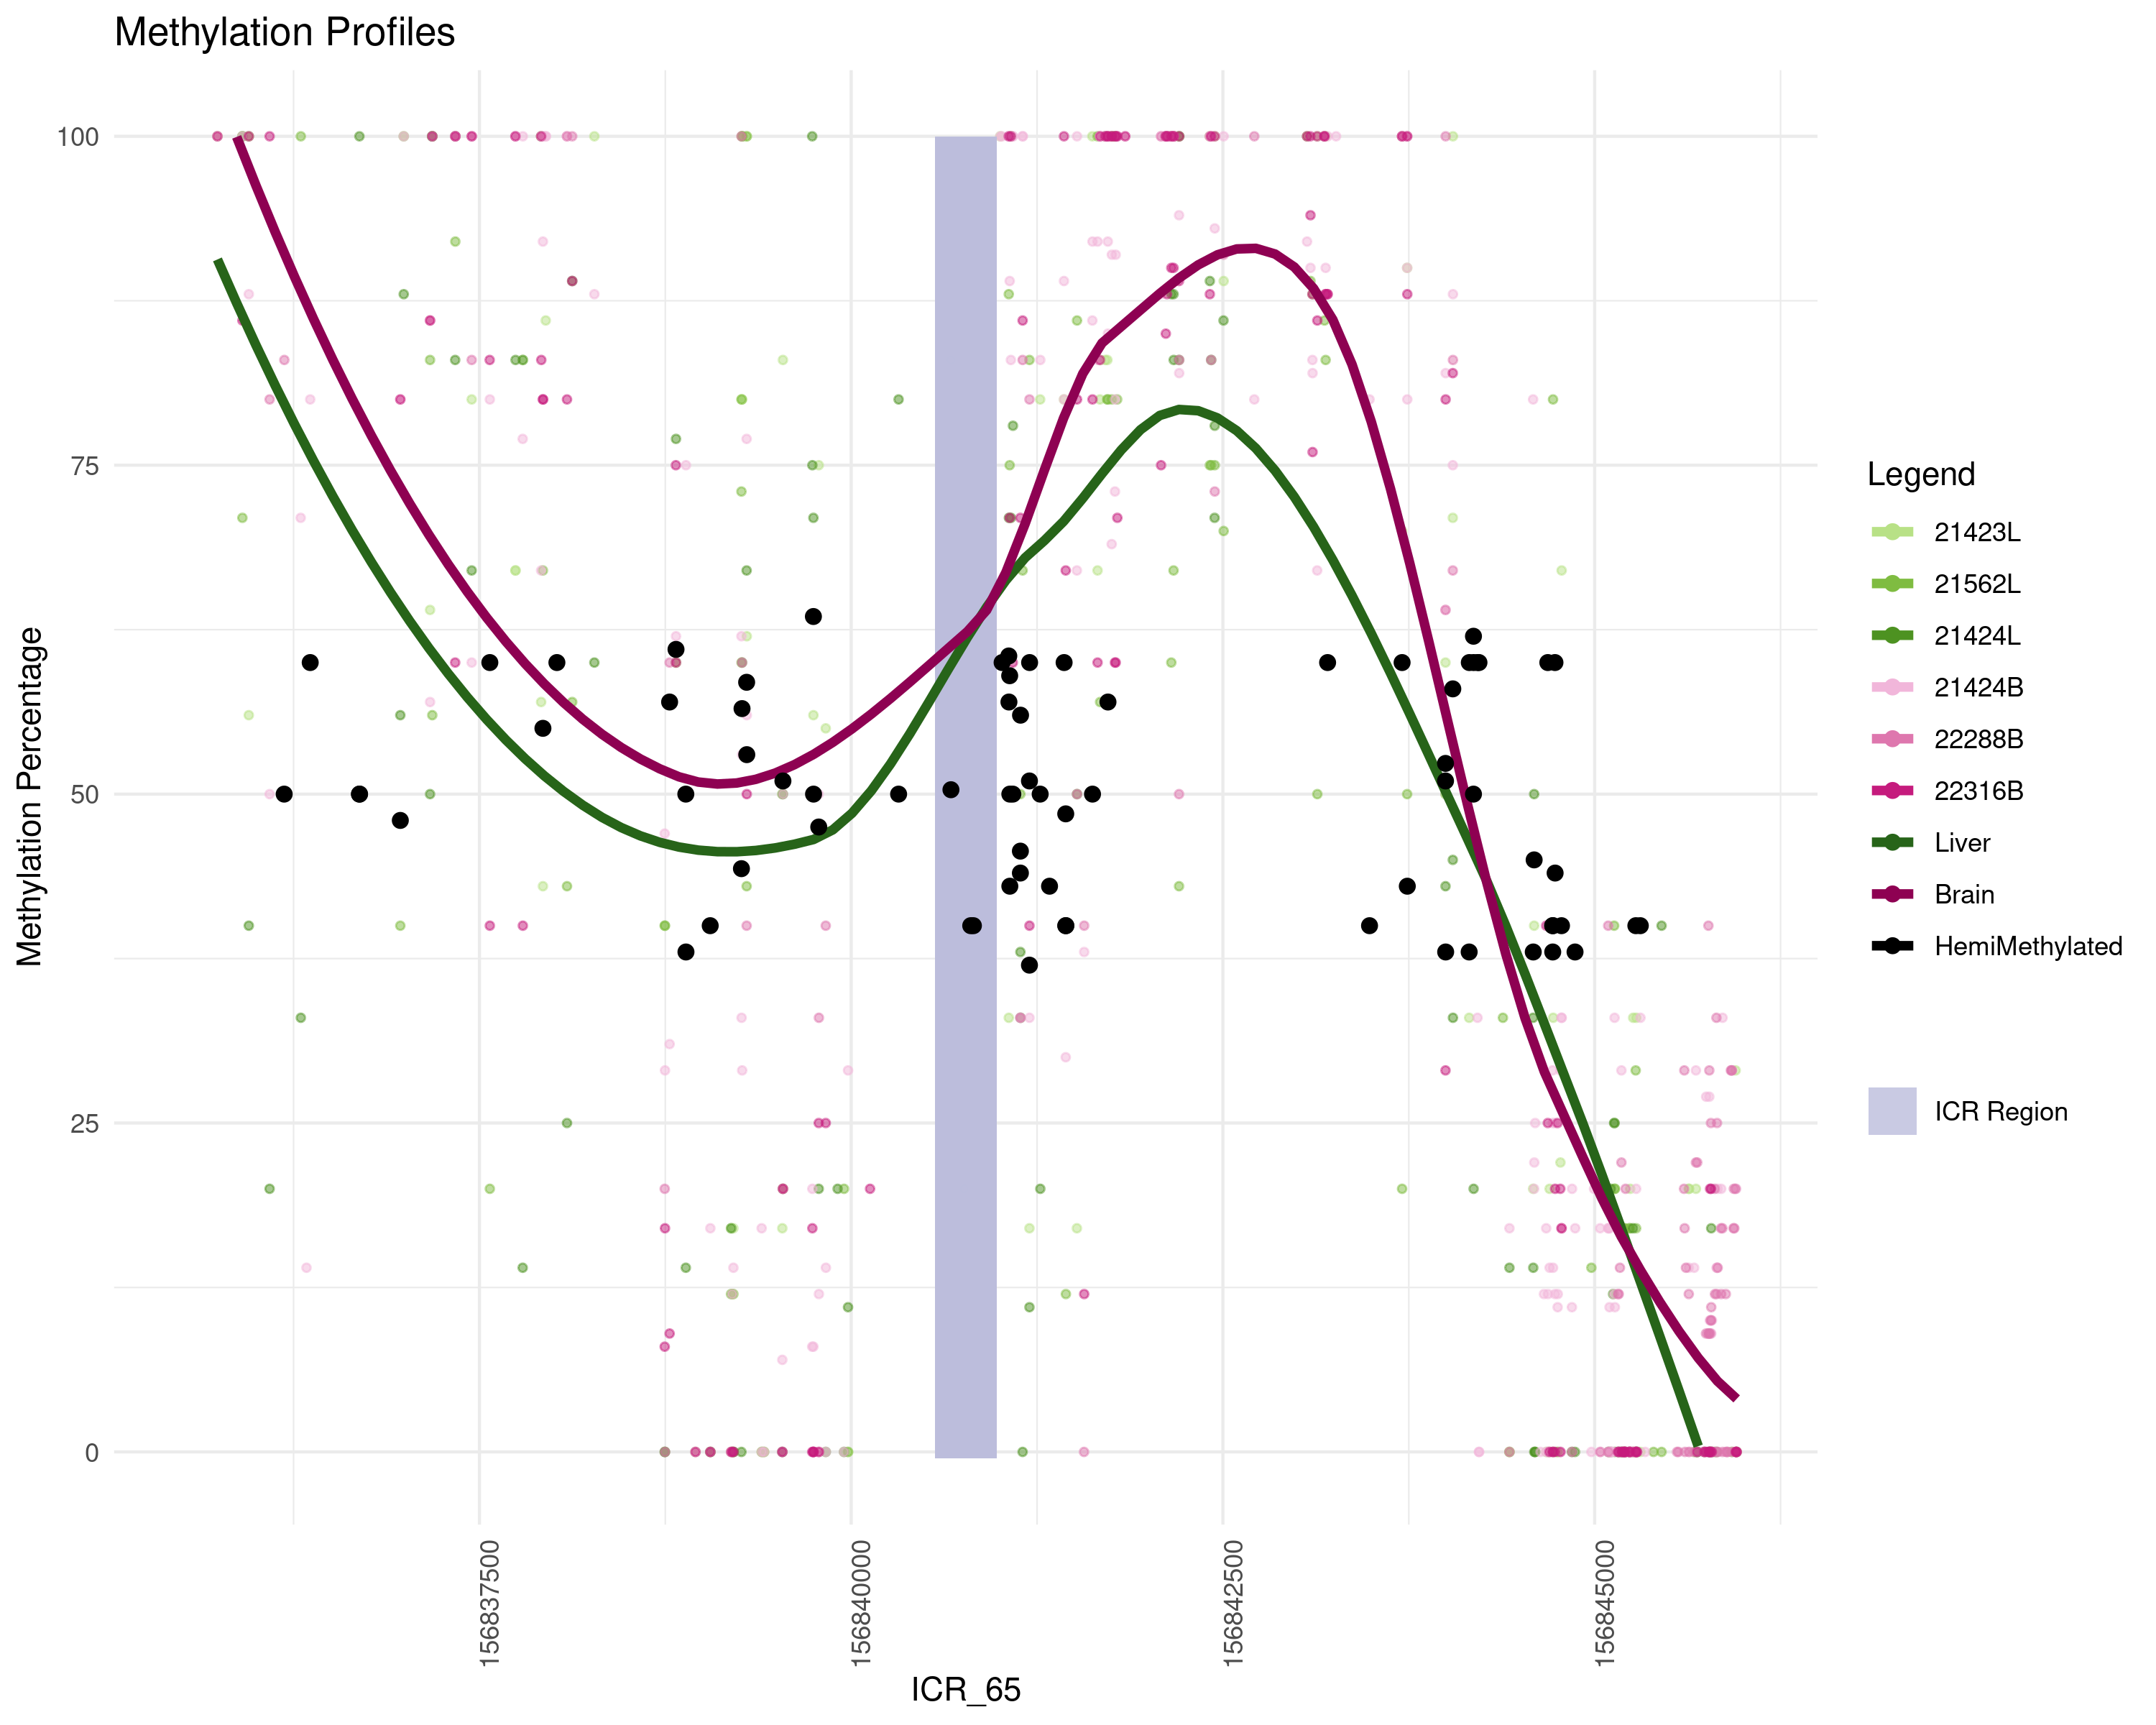 Methylation Profiles
100
75
50
25
0
Methylation Percentage
156837500
156840000
156842500
156845000
ICR_65
Legend
21423L
21562L
21424L
21424B
22288B
22316B
Liver
Brain
HemiMethylated
ICR Region